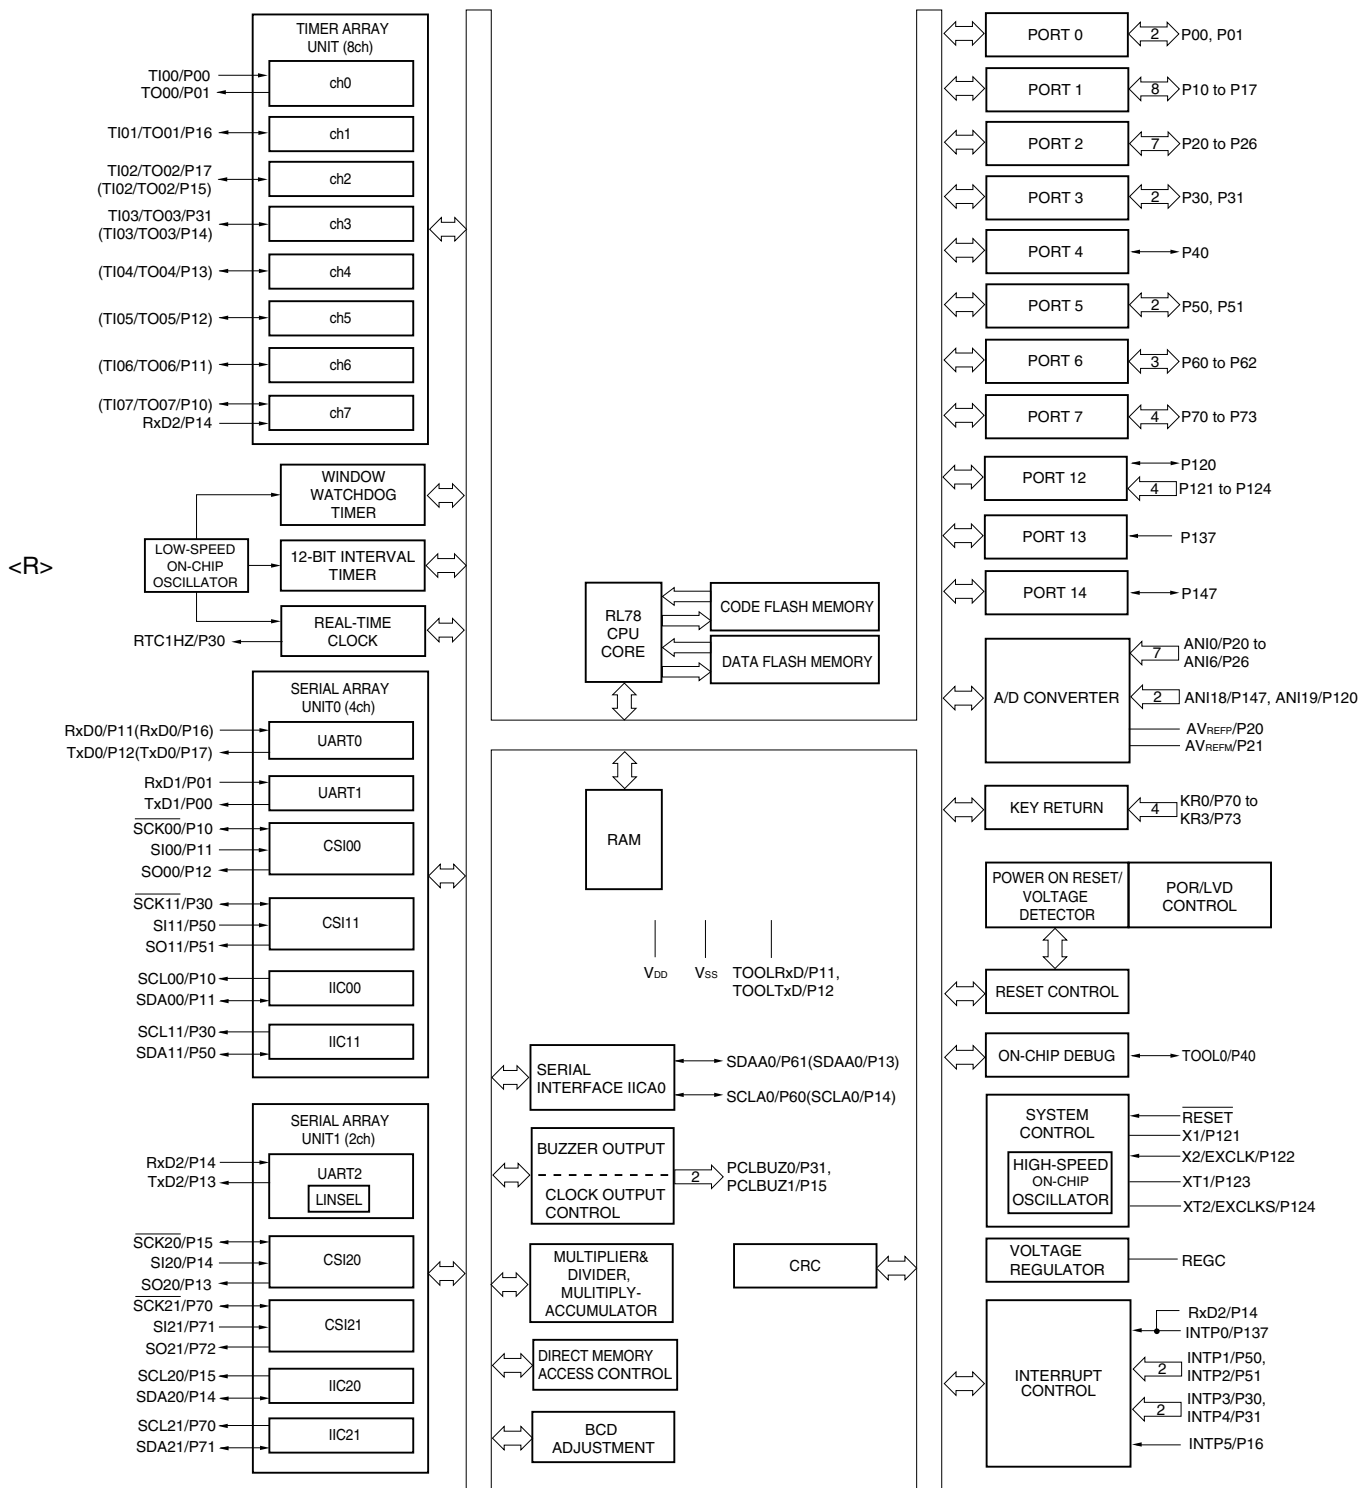 TIMER ARRAY
UNIT (8ch)
TI00/P00
TO00/P01
ch0
TI01/TO01/P16
ch1
TI02/TO02/P17
(TI02/TO02/P15)
ch2
TI03/TO03/P31
(TI03/TO03/P14)
ch3
(TI04/TO04/P13)
ch4
(TI05/TO05/P12)
ch5
(TI06/TO06/P11)
ch6
(TI07/TO07/P10)
RxD2/P14
ch7
WINDOW
WATCHDOG
TIMER
<R>
LOW-SPEED
ON-CHIP
OSCILLATOR
12-BIT INTERVAL
TIMER
REAL-TIME
CLOCK
RTC1HZ/P30
SERIAL ARRAY
UNIT0 (4ch)
RxD0/P11(RxD0/P16)
TxD0/P12(TxD0/P17)
UART0
RxD1/P01
TxD1/P00
UART1
SCK00/P10
SI00/P11
SO00/P12
CSI00
SCK11/P30
SI11/P50
SO11/P51
CSI11
SCL00/P10
SDA00/P11
IIC00
SCL11/P30
SDA11/P50
IIC11
SERIAL ARRAY
UNIT1 (2ch)
RxD2/P14
TxD2/P13
UART2
LINSEL
SCK20/P15
SI20/P14
SO20/P13
CSI20
SCK21/P70
SI21/P71
SO21/P72
CSI21
SCL20/P15
SDA20/P14
IIC20
SCL21/P70
SDA21/P71
IIC21
RL78
CPU
CORE
CODE FLASH MEMORY
DATA FLASH MEMORY
RAM
VDD
VSS
TOOLRxD/P11,
TOOLTxD/P12
SERIAL
INTERFACE IICA0
SDAA0/P61(SDAA0/P13)
SCLA0/P60(SCLA0/P14)
BUZZER OUTPUT
CLOCK OUTPUT
CONTROL
2
PCLBUZ0/P31,
PCLBUZ1/P15
MULTIPLIER&
DIVIDER,
MULITIPLY-
ACCUMULATOR
CRC
DIRECT MEMORY
ACCESS CONTROL
BCD
ADJUSTMENT
PORT 0
2
P00, P01
PORT 1
8
P10 to P17
PORT 2
7
P20 to P26
PORT 3
2
P30, P31
PORT 4
P40
PORT 5
2
P50, P51
PORT 6
3
P60 to P62
PORT 7
4
P70 to P73
PORT 12
P120
4
P121 to P124
PORT 13
P137
PORT 14
P147
A/D CONVERTER
7
ANI0/P20 to
ANI6/P26
2
ANI18/P147, ANI19/P120
AVREFP/P20
AVREFM/P21
KEY RETURN
4
KR0/P70 to
KR3/P73
POWER ON RESET/
VOLTAGE
DETECTOR
POR/LVD
CONTROL
RESET CONTROL
ON-CHIP DEBUG
TOOL0/P40
SYSTEM
CONTROL
HIGH-SPEED
ON-CHIP
OSCILLATOR
RESET
X1/P121
X2/EXCLK/P122
XT1/P123
XT2/EXCLKS/P124
VOLTAGE
REGULATOR
REGC
INTERRUPT
CONTROL
RxD2/P14
INTP0/P137
2
INTP1/P50,
INTP2/P51
2
INTP3/P30,
INTP4/P31
INTP5/P16